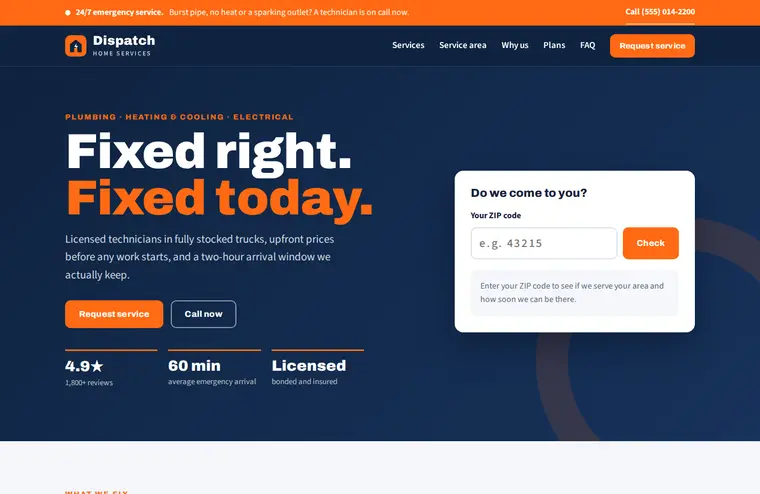 24/7 emergency service. Burst pipe, no heat or a sparking outlet? A technician is on call now.
Call (555) 014-2200
Dispatch
HOME SERVICES
Services
Service area
Why us
Plans
FAQ
Request service
PLUMBING · HEATING & COOLING · ELECTRICAL
Fixed right.
Fixed today.
Licensed technicians in fully stocked trucks, upfront prices
before any work starts, and a two-hour arrival window we
actually keep.
Request service
Call now
4.9★
1,800+ reviews
60 min
average emergency arrival
Licensed
bonded and insured
Do we come to you?
Your ZIP code
e.g. 43215
Check
Enter your ZIP code to see if we serve your area and
how soon we can be there.
WHAT WE FIX